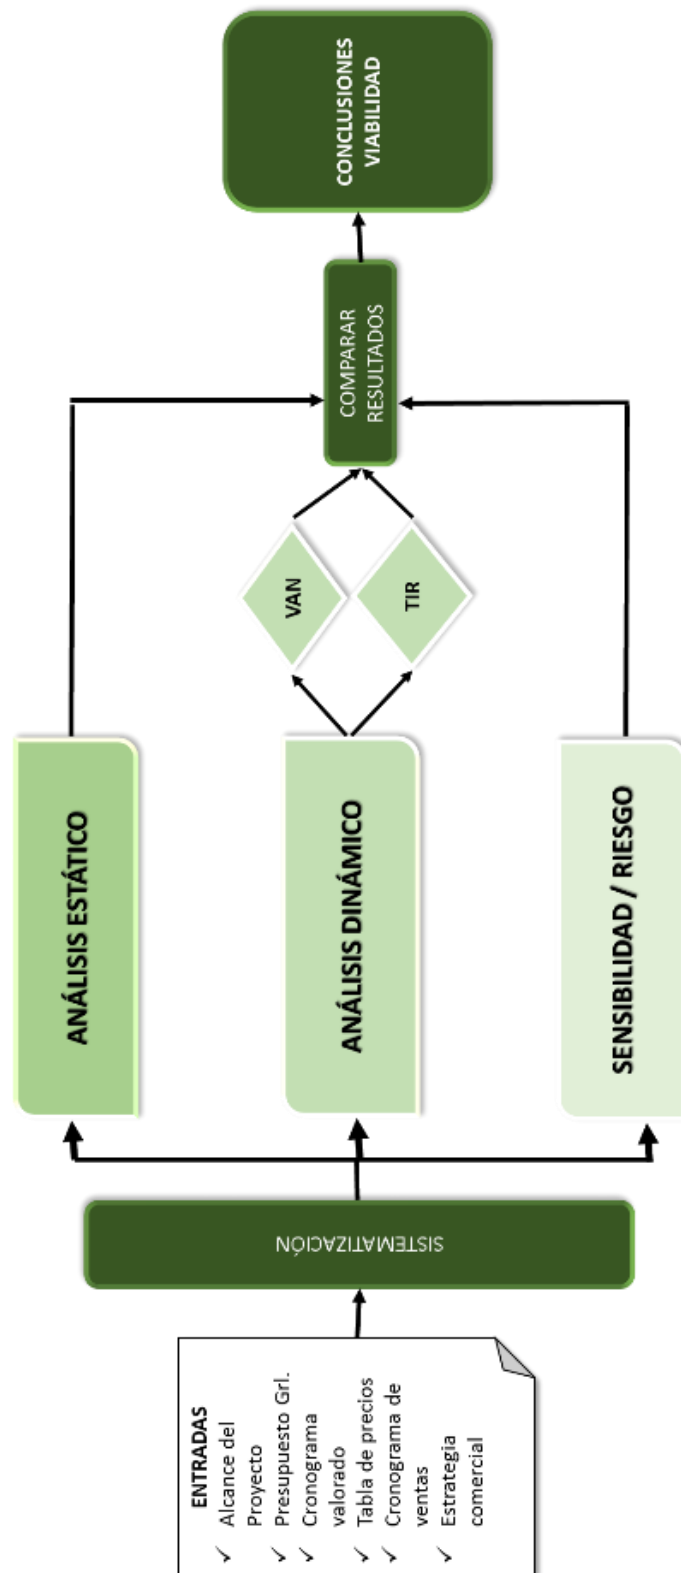 ENTRADAS
✓ Alcance del
Proyecto
✓ Presupuesto Grl.
✓ Cronograma
valorado
✓ Tabla de precios
✓ Cronograma de
ventas
✓ Estrategia
comercial
SISTEMATIZACIÓN
ANÁLISIS ESTÁTICO
ANÁLISIS DINÁMICO
SENSIBILIDAD / RIESGO
VAN
TIR
COMPARAR
RESULTADOS
CONCLUSIONES
VIABILIDAD